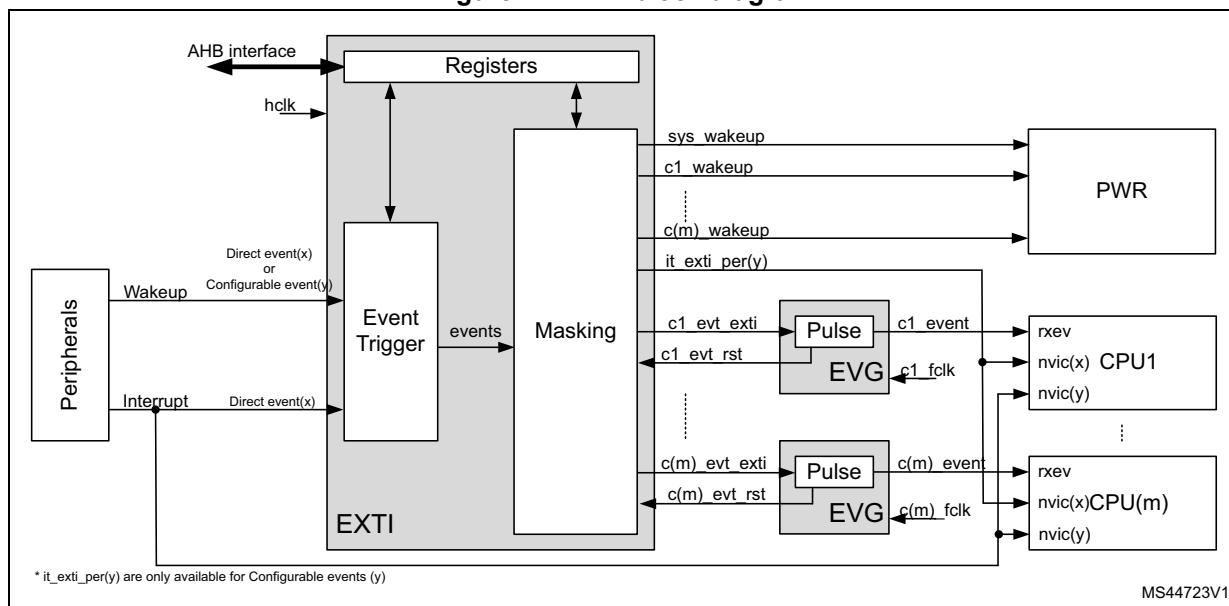 AHB interface
Registers
hclk
sys_wakeup
c1_wakeup
PWR
c(m)_wakeup
it_exti_per(y)
Direct event(x)
or
Configurable event(y)
Wakeup
Peripherals
Event
Trigger
events
Masking
c1_evt_exti
Pulse
c1_event
rxev
c1_evt_rst
EVG
c1_fclk
nvic(x)
CPU1
nvic(y)
Interrupt
Direct event(x)
c(m)_evt_exti
Pulse
c(m)_event
rxev
c(m)_evt_rst
EVG
c(m)_fclk
nvic(x)
CPU(m)
nvic(y)
EXTI
* it_exti_per(y) are only available for Configurable events (y)
MS44723V1